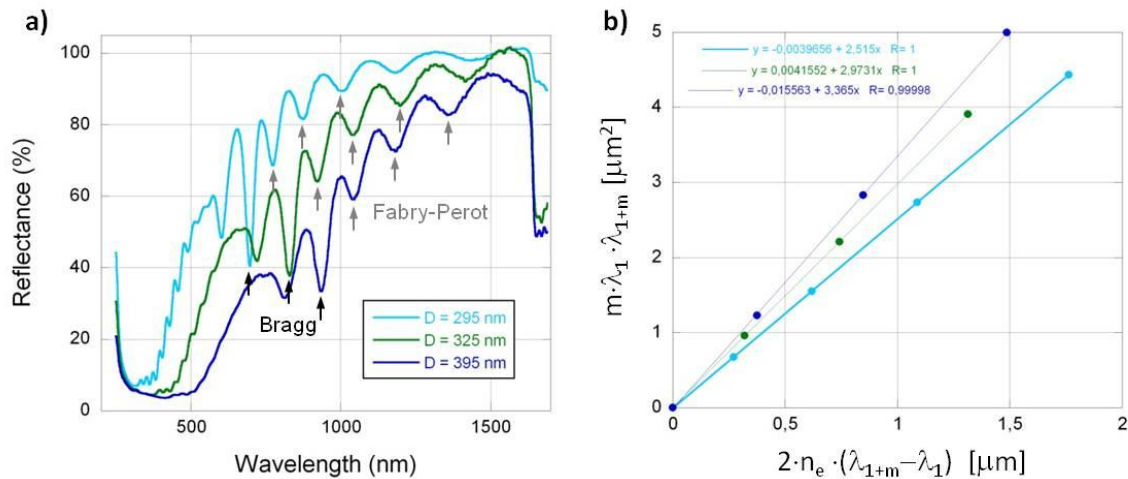 a)
100
80
60
40
20
0
Reflectance (%)
500
1000
1500
Wavelength (nm)
Fabry-Perot
Bragg
D = 295 nm
D = 325 nm
D = 395 nm
b)
5
4
3
2
1
0
m·λ₁ ·λ₁₊ₘ [μm²]
y = -0,0039656 + 2,515x R= 1
y = 0,0041552 + 2,9731x R= 1
y = -0,015563 + 3,365x R= 0,99998
0
0,5
1
1,5
2
2·nₑ ·(λ₁₊ₘ−λ₁) [μm]